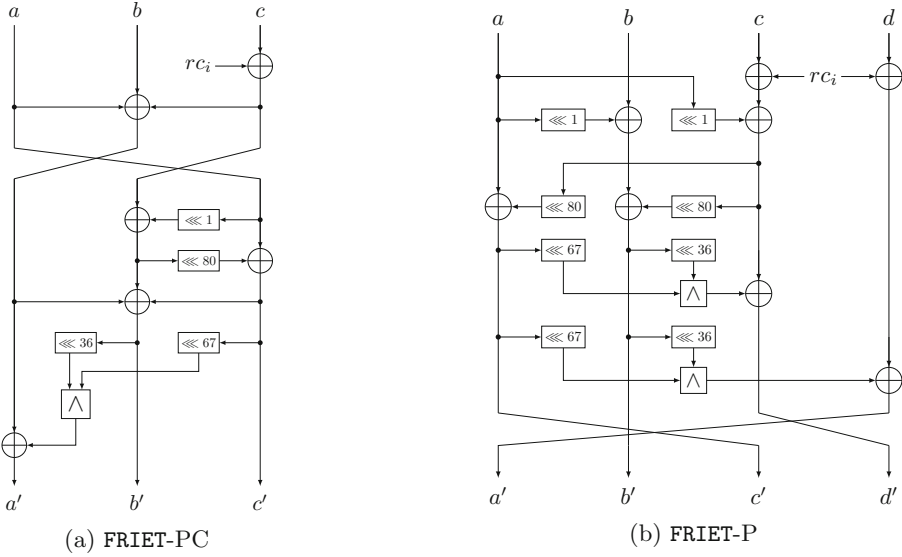 a b c
rc_i
⋘ 1
⋘ 80
⋘ 36 ⋘ 67
∧
a′ b′ c′
(a) FRIET-PC
a b c d
rc_i
⋘ 1 ⋘ 1
⋘ 80 ⋘ 80
⋘ 67 ⋘ 36
∧
⋘ 67 ⋘ 36
∧
a′ b′ c′ d′
(b) FRIET-P